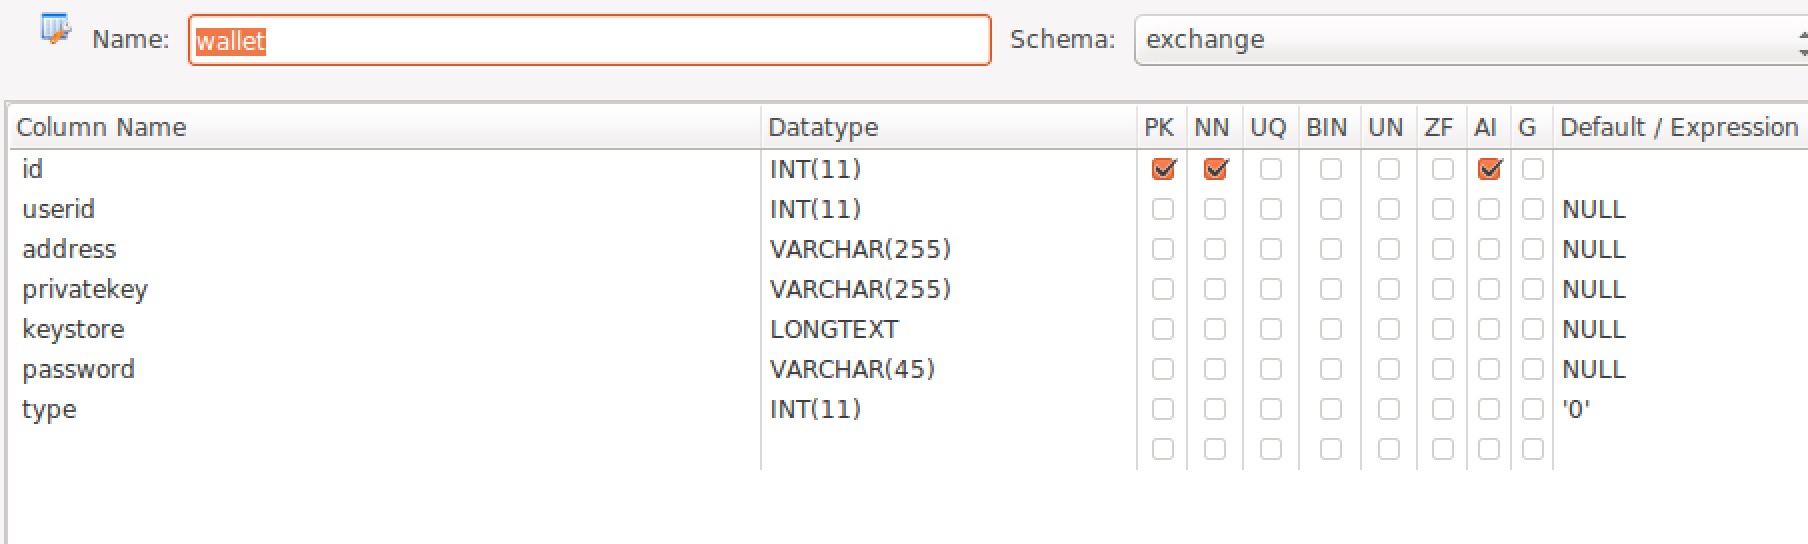 Name: wallet Schema: exchange
Column Name Datatype PK NN UQ BIN UN ZF AI G Default / Expression
id INT(11)
userid INT(11) NULL
address VARCHAR(255) NULL
privatekey VARCHAR(255) NULL
keystore LONGTEXT NULL
password VARCHAR(45) NULL
type INT(11) '0'